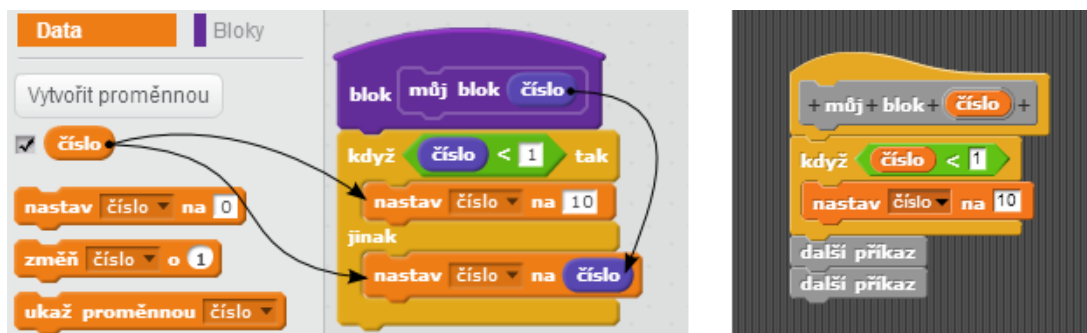 Data Bloky
Vytvořit proměnnou
číslo
nastav číslo na 0
změň číslo o 1
ukaž proměnnou číslo
blok můj blok číslo
když číslo < 1 tak
nastav číslo na 10
jinak
nastav číslo na číslo
+ můj + blok + číslo +
když číslo < 1
nastav číslo na 10
další příkaz
další příkaz